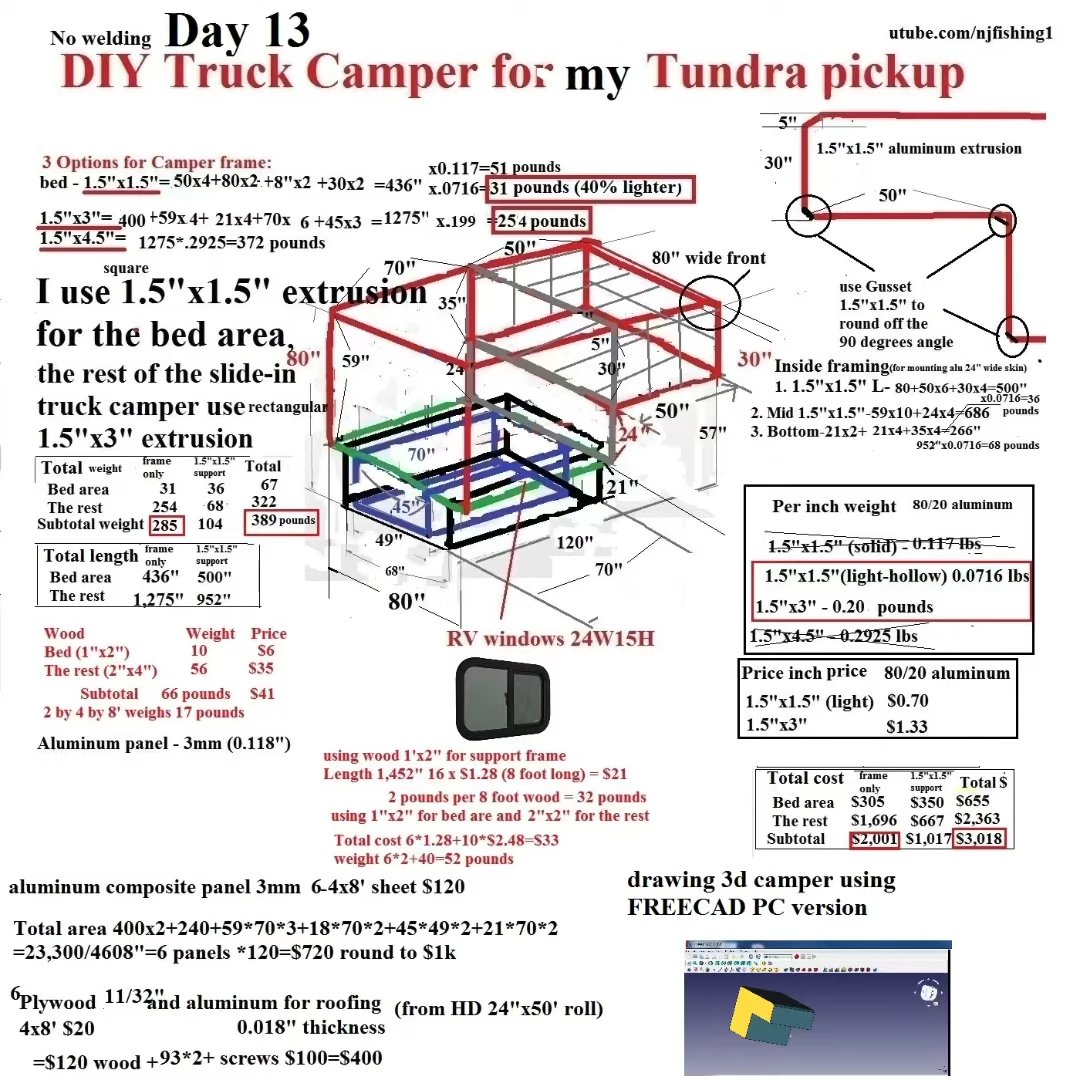 No welding Day 13
utube.com/njfishing1
DIY Truck Camper for my Tundra pickup
3 Options for Camper frame:
bed - 1.5"x1.5"= 50x4+80x2 +8"x2 +30x2 =436"
x0.117=51 pounds
x.0716=31 pounds (40% lighter)
1.5"x3"= 400 +59x 4+ 21x4+70x 6+45x3 =1275" x.199 =254 pounds
1.5"x4.5"= 1275*.2925=372 pounds
square
I use 1.5"x1.5" extrusion
for the bed area,
the rest of the slide-in
truck camper use rectangular
1.5"x3" extrusion
5"
30"
1.5"x1.5" aluminum extrusion
50"
use Gusset
1.5"x1.5" to
round off the
90 degrees angle
50"
70"
80" wide front
35"
80"
59"
5"
24"
30"
30"
50"
24"
57"
70"
45"
21"
49"
120"
68"
70"
80"
RV windows 24W15H
Inside framing(for mounting alu 24" wide skin)
1. 1.5"x1.5" L- 80+50x6+30x4=500"
x0.0716=36
pounds
2. Mid 1.5"x1.5"-59x10+24x4=686
3. Bottom-21x2+ 21x4+35x4=266"
952"x0.0716=68 pounds
Total weight frame only 1.5"x1.5" support Total
Bed area 31 36 67
The rest 254 68 322
Subtotal weight 285 104 389 pounds
Total length frame only 1.5"x1.5" support
Bed area 436" 500"
The rest 1,275" 952"
Wood Weight Price
Bed (1"x2") 10 $6
The rest (2"x4") 56 $35
Subtotal 66 pounds $41
2 by 4 by 8' weighs 17 pounds
Aluminum panel - 3mm (0.118")
Per inch weight 80/20 aluminum
1.5"x1.5" (solid) - 0.117 lbs
1.5"x1.5"(light-hollow) 0.0716 lbs
1.5"x3" - 0.20 pounds
1.5"x4.5" - 0.2925 lbs
Price inch price 80/20 aluminum
1.5"x1.5" (light) $0.70
1.5"x3" $1.33
using wood 1'x2" for support frame
Length 1,452" 16 x $1.28 (8 foot long) = $21
2 pounds per 8 foot wood = 32 pounds
using 1"x2" for bed are and 2"x2" for the rest
Total cost 6*1.28+10*$2.48=$33
weight 6*2+40=52 pounds
Total cost frame only 1.5"x1.5" support Total $
Bed area $305 $350 $655
The rest $1,696 $667 $2,363
Subtotal $2,001 $1,017 $3,018
aluminum composite panel 3mm 6-4x8' sheet $120
Total area 400x2+240+59*70*3+18*70*2+45*49*2+21*70*2
=23,300/4608"=6 panels *120=$720 round to $1k
drawing 3d camper using
FREECAD PC version
6 Plywood 11/32" and aluminum for roofing (from HD 24"x50' roll)
4x8' $20 0.018" thickness
=$120 wood +93*2+ screws $100=$400